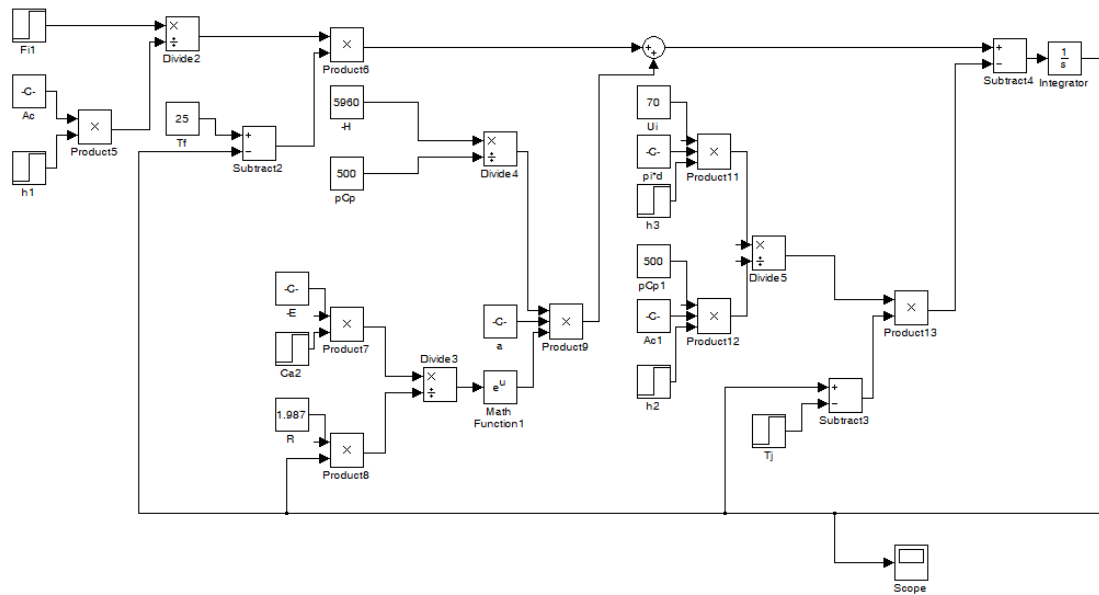 Fi1
×
÷
Divide2
×
Product6
+
+
+
−
Subtract4
1
s
Integrator
-C-
Ac
×
Product5
h1
25
Tf
+
−
Subtract2
5960
-H
500
pCp
×
÷
Divide4
70
Ui
-C-
pi*d
×
Product11
h3
×
÷
Divide5
500
pCp1
-C-
Ac1
×
Product12
h2
×
Product13
-C-
-E
×
Product7
Ca2
-C-
a
×
Product9
Divide3
×
÷
e^u
Math
Function1
1.987
R
×
Product8
+
−
Subtract3
Tj
Scope